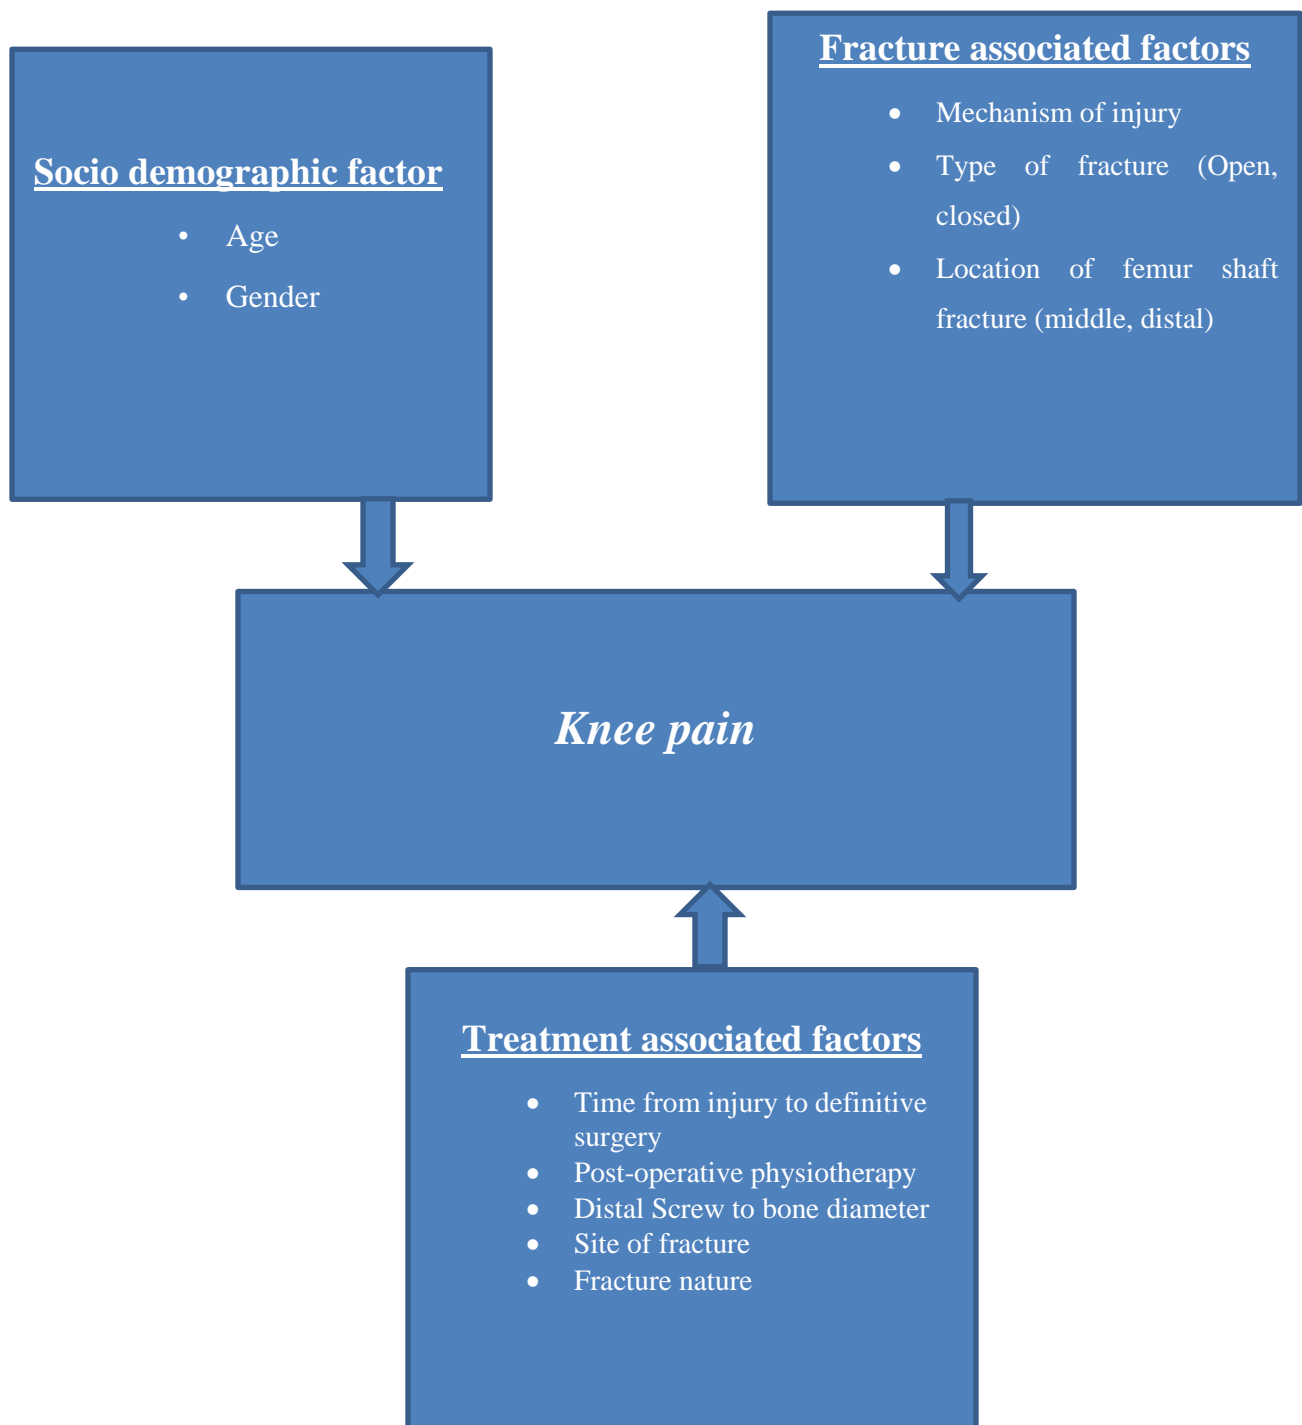 Socio demographic factor
• Age
• Gender
Fracture associated factors
• Mechanism of injury
• Type of fracture (Open,
closed)
• Location of femur shaft
fracture (middle, distal)
Knee pain
Treatment associated factors
• Time from injury to definitive
surgery
• Post-operative physiotherapy
• Distal Screw to bone diameter
• Site of fracture
• Fracture nature